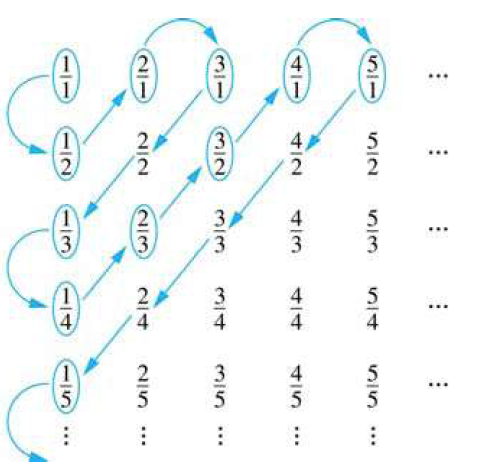 1/1 2/1 3/1 4/1 5/1 ...
1/2 2/2 3/2 4/2 5/2 ...
1/3 2/3 3/3 4/3 5/3 ...
1/4 2/4 3/4 4/4 5/4 ...
1/5 2/5 3/5 4/5 5/5 ...
⋮ ⋮ ⋮ ⋮ ⋮